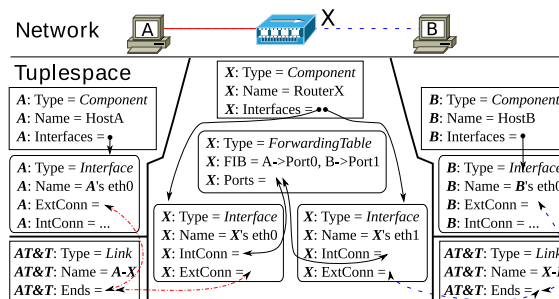 Network
A
X
B
Tuplespace
A: Type = Component
A: Name = HostA
A: Interfaces =
A: Type = Interface
A: Name = A's eth0
A: ExtConn =
A: IntConn = ...
AT&T: Type = Link
AT&T: Name = A-X
AT&T: Ends =
X: Type = Component
X: Name = RouterX
X: Interfaces =
X: Type = ForwardingTable
X: FIB = A->Port0, B->Port1
X: Ports =
X: Type = Interface
X: Name = X's eth0
X: IntConn =
X: ExtConn =
X: Type = Interface
X: Name = X's eth1
X: IntConn =
X: ExtConn =
B: Type = Component
B: Name = HostB
B: Interfaces =
B: Type = Interface
B: Name = B's eth0
B: ExtConn =
B: IntConn = ...
AT&T: Type = Link
AT&T: Name = X-
AT&T: Ends =